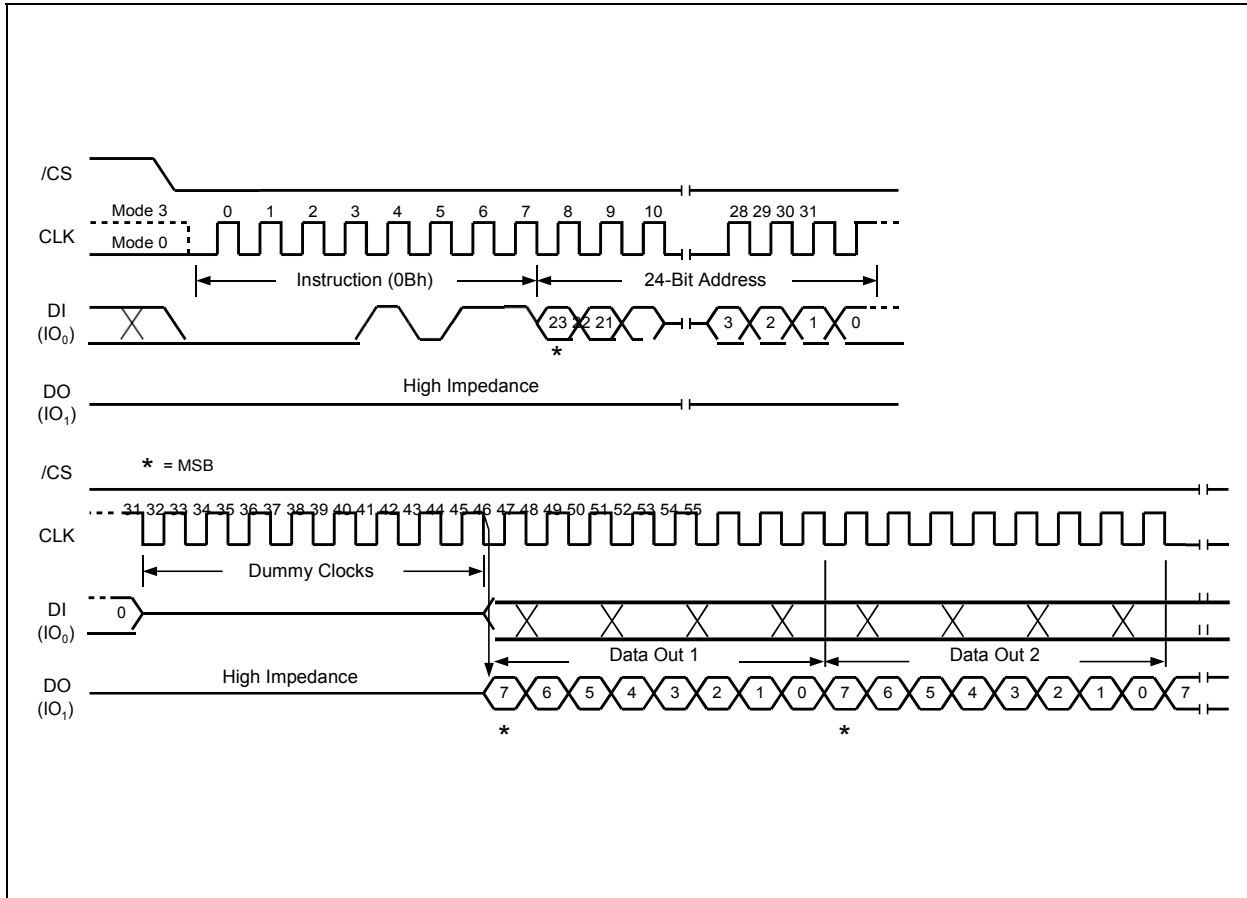 /CS
Mode 3
0 1 2 3 4 5 6 7 8 9 10 28 29 30 31
CLK
Mode 0
Instruction (0Bh)
24-Bit Address
DI
(IO₀)
23 22 21 3 2 1 0
*
High Impedance
DO
(IO₁)
* = MSB
/CS
31 32 33 34 35 36 37 38 39 40 41 42 43 44 45 46 47 48 49 50 51 52 53 54 55
CLK
Dummy Clocks
DI
(IO₀)
0
Data Out 1
Data Out 2
High Impedance
DO
(IO₁)
7 6 5 4 3 2 1 0 7 6 5 4 3 2 1 0 7
* *